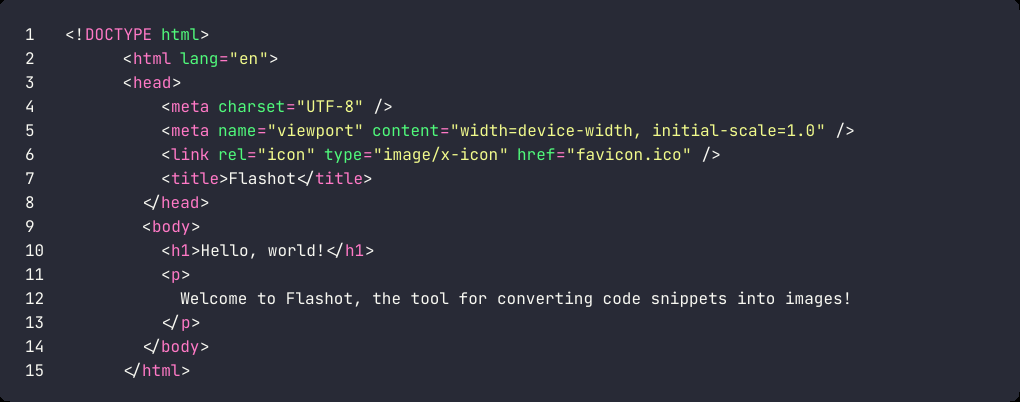 1 <!DOCTYPE html>
2       <html lang="en">
3       <head>
4           <meta charset="UTF-8" />
5           <meta name="viewport" content="width=device-width, initial-scale=1.0" />
6           <link rel="icon" type="image/x-icon" href="favicon.ico" />
7           <title>Flashot</title>
8         </head>
9         <body>
10          <h1>Hello, world!</h1>
11          <p>
12            Welcome to Flashot, the tool for converting code snippets into images!
13          </p>
14        </body>
15      </html>